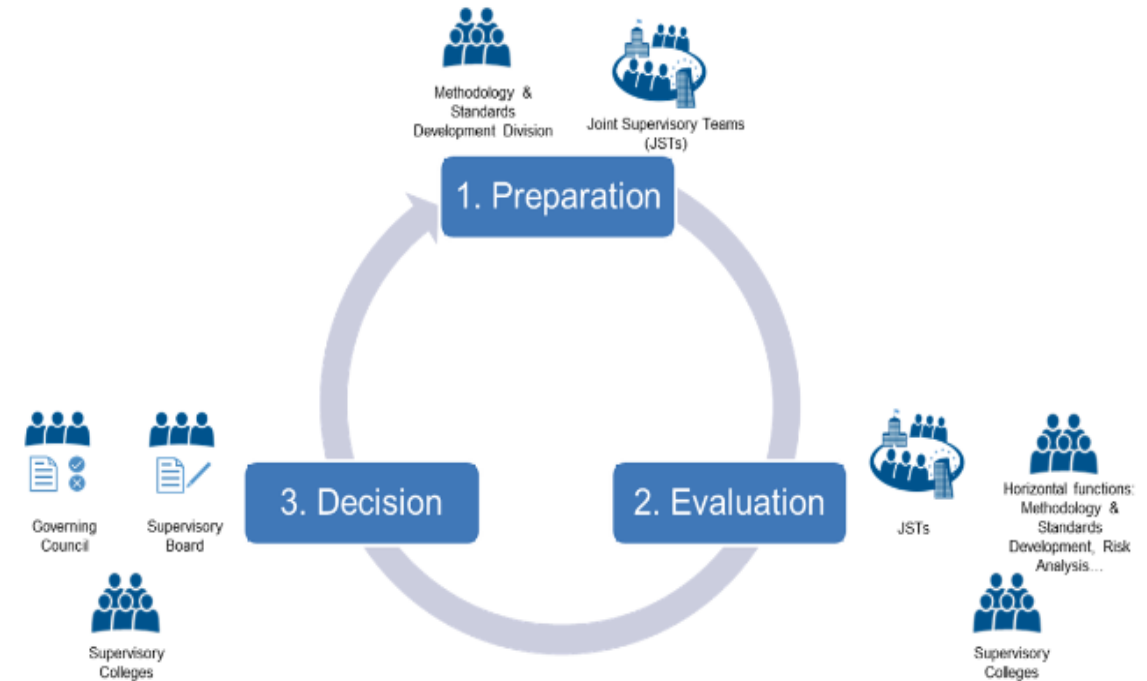 Methodology &
Standards
Development Division
Joint Supervisory Teams
(JSTs)
1. Preparation
2. Evaluation
JSTs
Horizontal functions:
Methodology &
Standards
Development, Risk
Analysis...
Supervisory
Colleges
3. Decision
Governing
Council
Supervisory
Board
Supervisory
Colleges